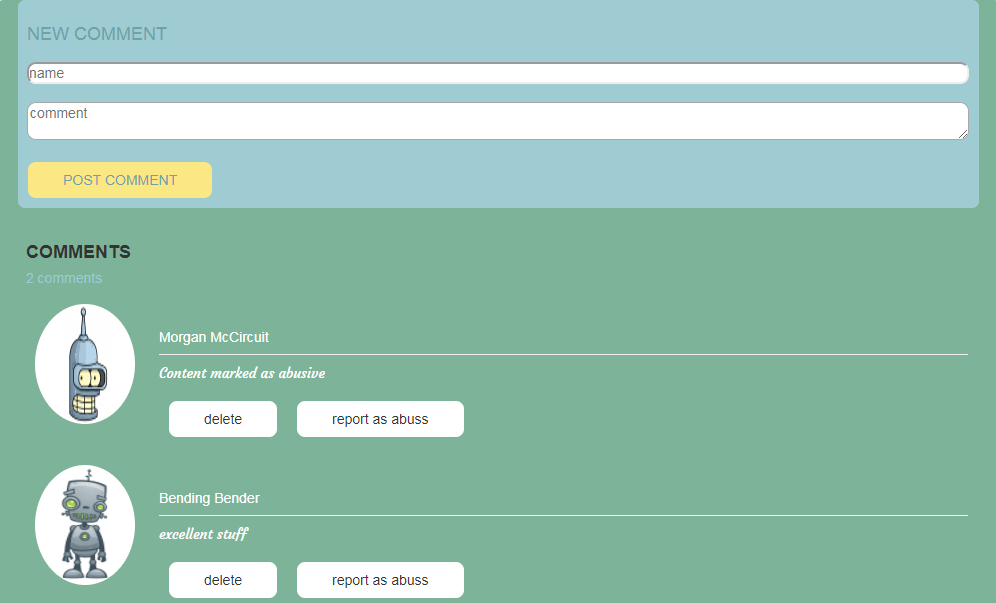 NEW COMMENT
name
comment
POST COMMENT
COMMENTS
2 comments
Morgan McCircuit
Content marked as abusive
delete report as abuss
Bending Bender
excellent stuff
delete report as abuss